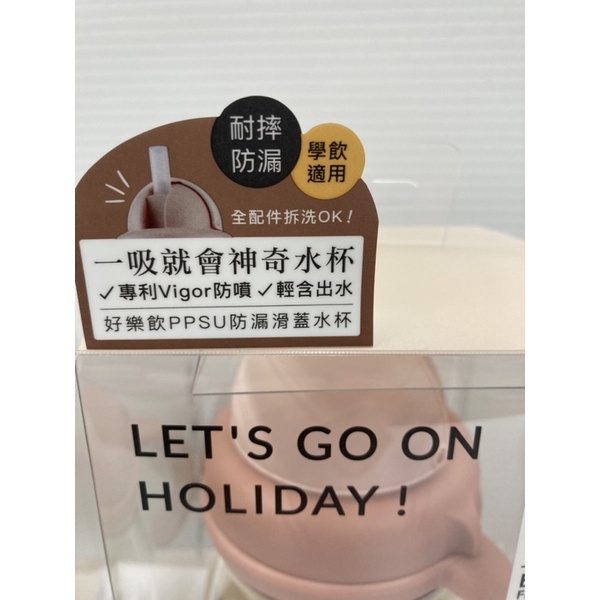 耐摔
防漏
學飲
適用
全配件拆洗OK!
一吸就會神奇水杯
✓專利Vigor防噴 ✓輕含出水
好樂飲PPSU防漏滑蓋水杯
LET'S GO ON
HOLIDAY!